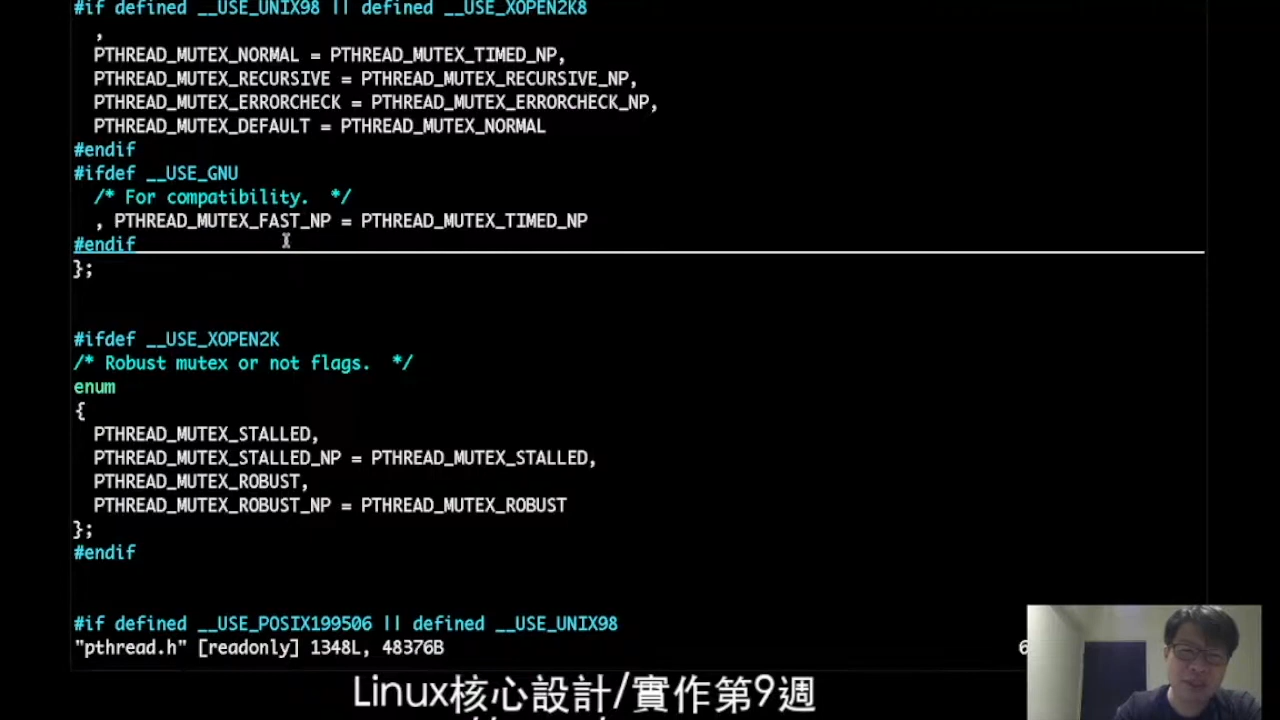 #if defined __USE_UNIX98 || defined __USE_XOPEN2K8
,
PTHREAD_MUTEX_NORMAL = PTHREAD_MUTEX_TIMED_NP,
PTHREAD_MUTEX_RECURSIVE = PTHREAD_MUTEX_RECURSIVE_NP,
PTHREAD_MUTEX_ERRORCHECK = PTHREAD_MUTEX_ERRORCHECK_NP,
PTHREAD_MUTEX_DEFAULT = PTHREAD_MUTEX_NORMAL
#endif
#ifdef __USE_GNU
/* For compatibility.  */
, PTHREAD_MUTEX_FAST_NP = PTHREAD_MUTEX_TIMED_NP
#endif
};
#ifdef __USE_XOPEN2K
/* Robust mutex or not flags.  */
enum
{
PTHREAD_MUTEX_STALLED,
PTHREAD_MUTEX_STALLED_NP = PTHREAD_MUTEX_STALLED,
PTHREAD_MUTEX_ROBUST,
PTHREAD_MUTEX_ROBUST_NP = PTHREAD_MUTEX_ROBUST
};
#endif
#if defined __USE_POSIX199506 || defined __USE_UNIX98
"pthread.h" [readonly] 1348L, 48376B
Linux核心設計/實作第9週